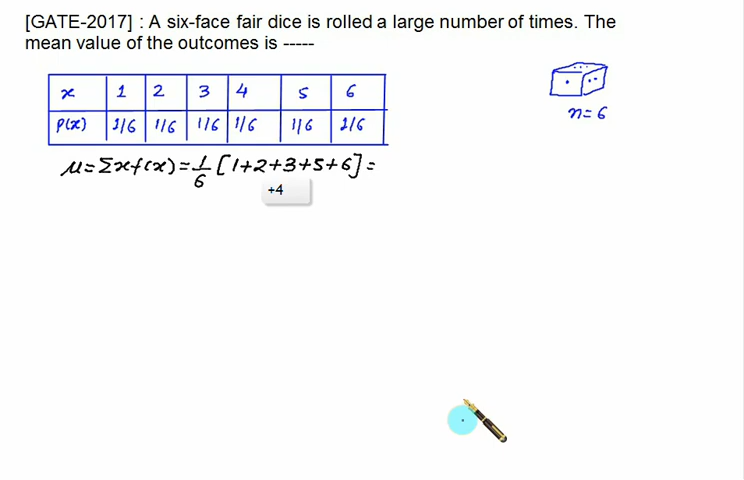 [GATE-2017] : A six-face fair dice is rolled a large number of times. The
mean value of the outcomes is -----
x 1 2 3 4 5 6
P(x) 1/6 1/6 1/6 1/6 1/6 1/6
n=6
μ=Σxf(x)=1/6 [1+2+3+5+6]=
+4